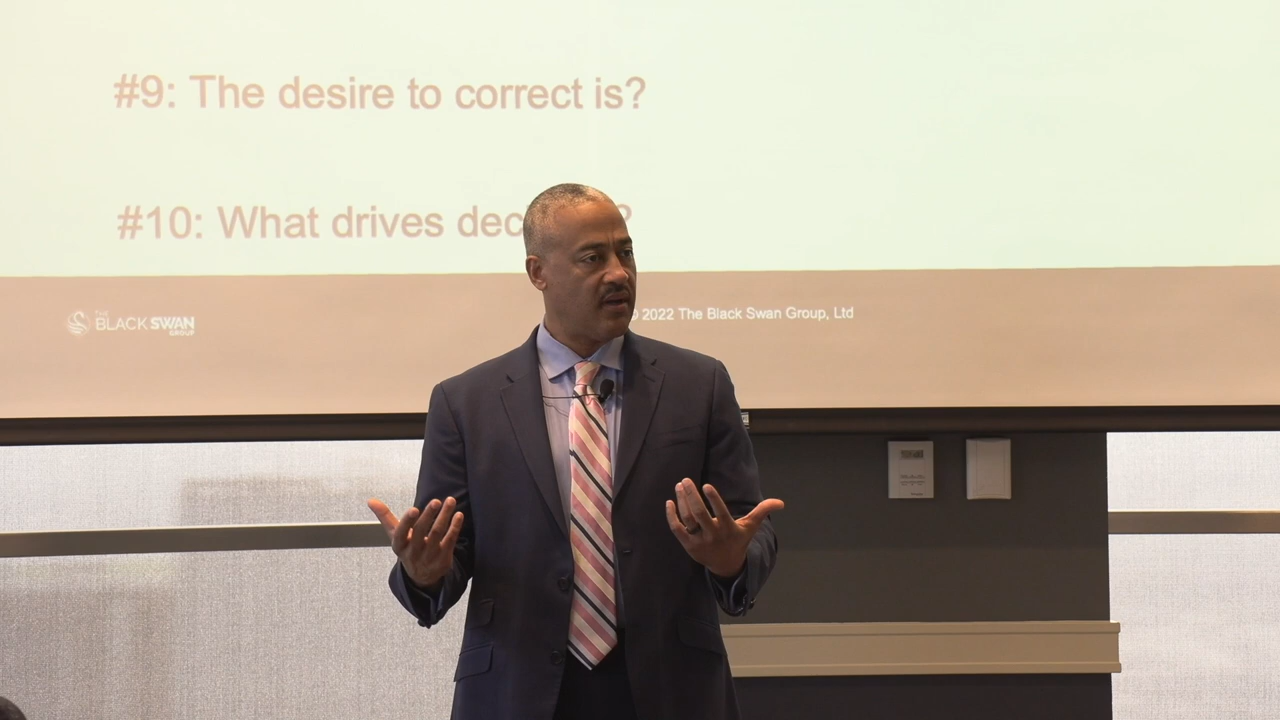 #9: The desire to correct is?
#10: What drives dec ?
THE
BLACK SWAN
GROUP
© 2022 The Black Swan Group, Ltd